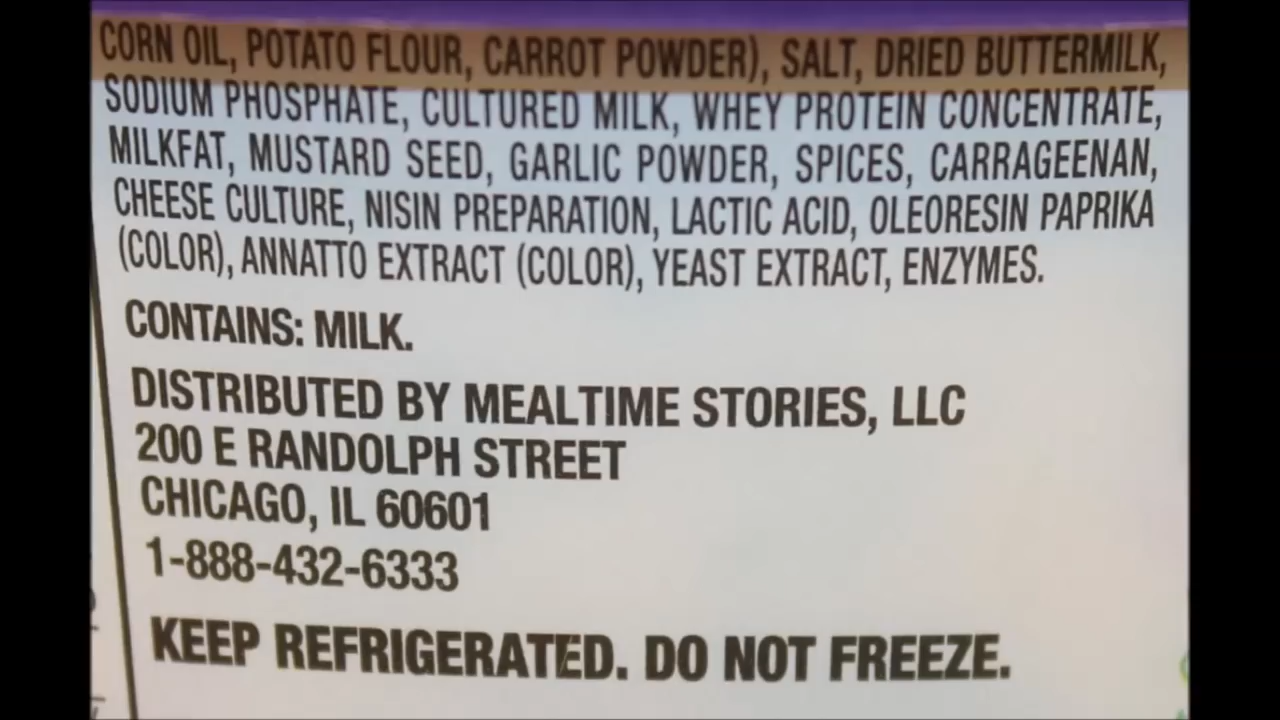 CORN OIL, POTATO FLOUR, CARROT POWDER), SALT, DRIED BUTTERMILK,
SODIUM PHOSPHATE, CULTURED MILK, WHEY PROTEIN CONCENTRATE,
MILKFAT, MUSTARD SEED, GARLIC POWDER, SPICES, CARRAGEENAN,
CHEESE CULTURE, NISIN PREPARATION, LACTIC ACID, OLEORESIN PAPRIKA
(COLOR), ANNATTO EXTRACT (COLOR), YEAST EXTRACT, ENZYMES.
CONTAINS: MILK.
DISTRIBUTED BY MEALTIME STORIES, LLC
200 E RANDOLPH STREET
CHICAGO, IL 60601
1-888-432-6333
KEEP REFRIGERATED. DO NOT FREEZE.